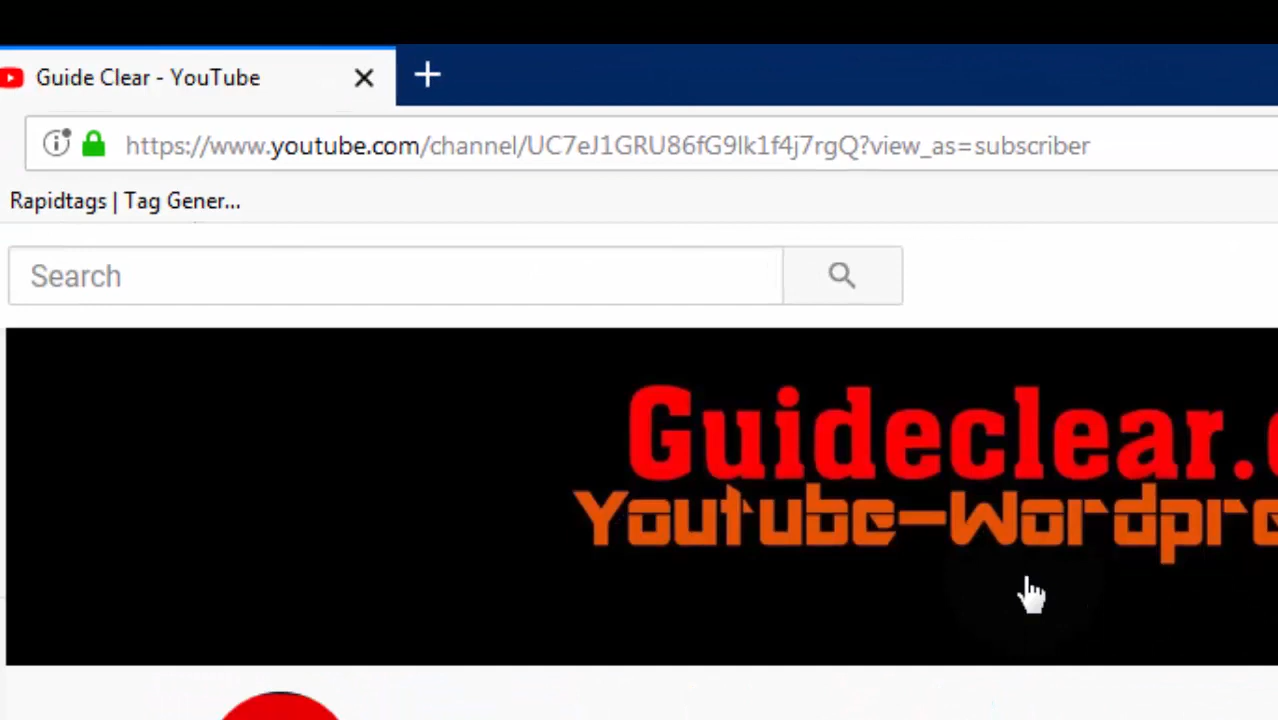 Guide Clear - YouTube
https://www.youtube.com/channel/UC7eJ1GRU86fG9lk1f4j7rgQ?view_as=subscriber
Rapidtags | Tag Gener...
Search
Guideclear.
Youtube-Wordpre